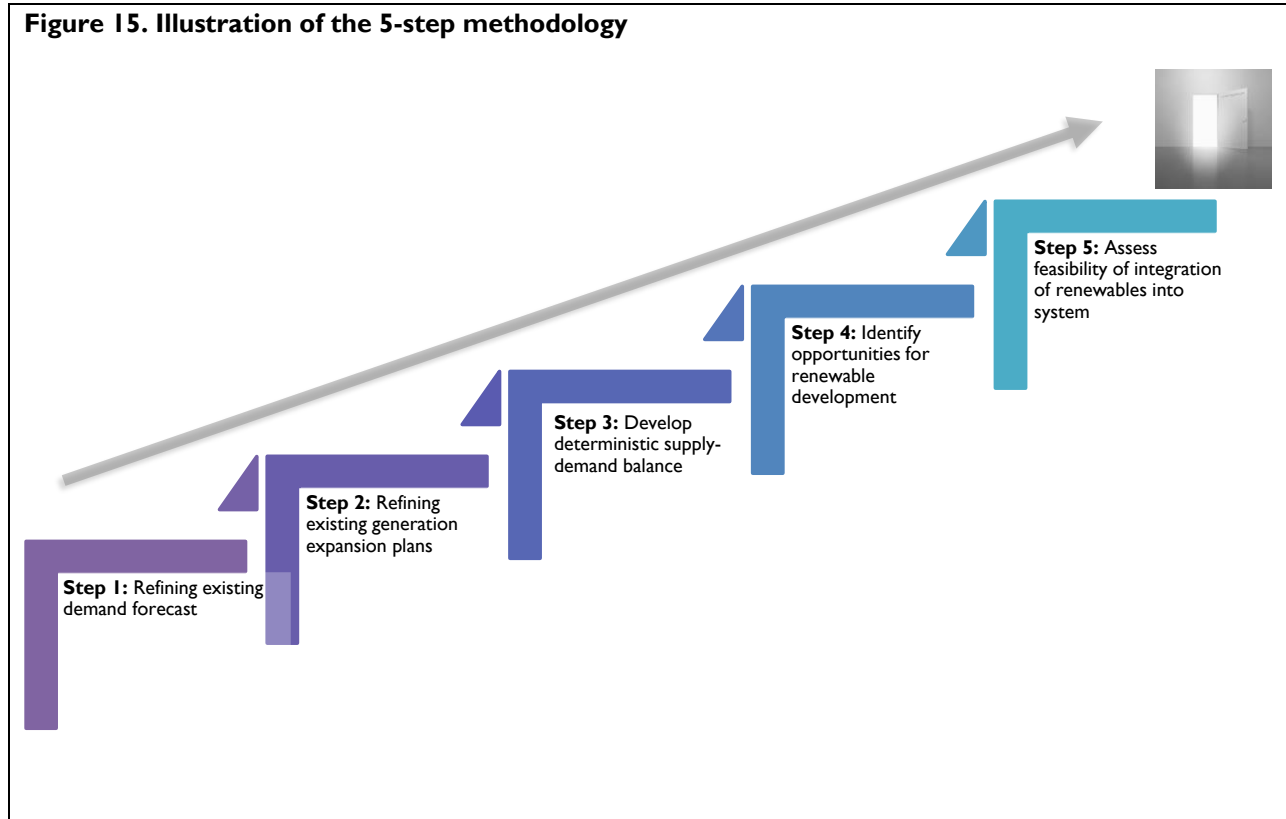 Figure 15. Illustration of the 5-step methodology
Step 5: Assess
feasibility of integration
of renewables into
system
Step 4: Identify
opportunities for
renewable
development
Step 3: Develop
deterministic supply-
demand balance
Step 2: Refining
existing generation
expansion plans
Step 1: Refining existing
demand forecast